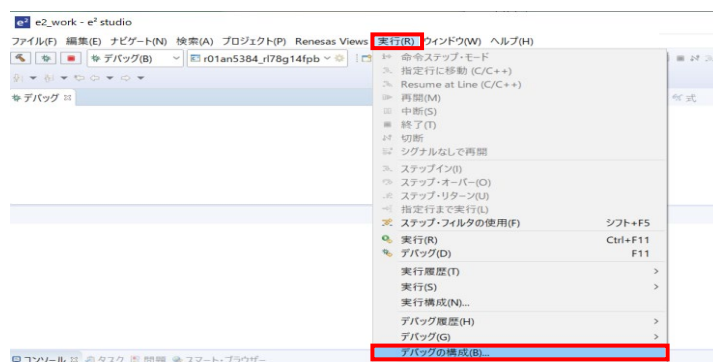 e2_work - e² studio
ファイル(F) 編集(E) ナビゲート(N) 検索(A) プロジェクト(P) Renesas Views 実行(R) ウィンドウ(W) ヘルプ(H)
デバッグ(B) r01an5384_rl78g14fpb
デバッグ
式
命令ステップ・モード
指定行に移動 (C/C++)
Resume at Line (C/C++)
再開(M)
中断(S)
終了(T)
切断
シグナルなしで再開
ステップイン(I)
ステップ・オーバー(O)
ステップ・リターン(U)
指定行まで実行(L)
ステップ・フィルタの使用(F) シフト+F5
実行(R) Ctrl+F11
デバッグ(D) F11
実行履歴(T)
実行(S)
実行構成(N)...
デバッグ履歴(H)
デバッグ(G)
デバッグの構成(B)...
コンソール タスク 問題 スマート・ブラウザー